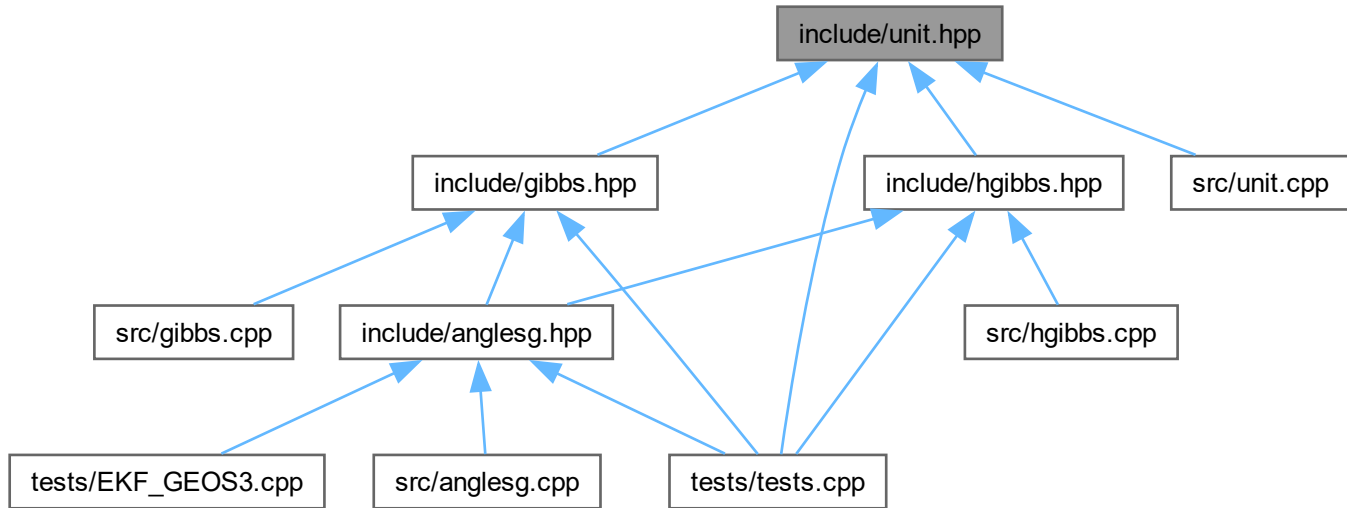 include/unit.hpp
include/gibbs.hpp
include/hgibbs.hpp
src/unit.cpp
src/gibbs.cpp
include/anglesg.hpp
src/hgibbs.cpp
tests/EKF_GEOS3.cpp
src/anglesg.cpp
tests/tests.cpp